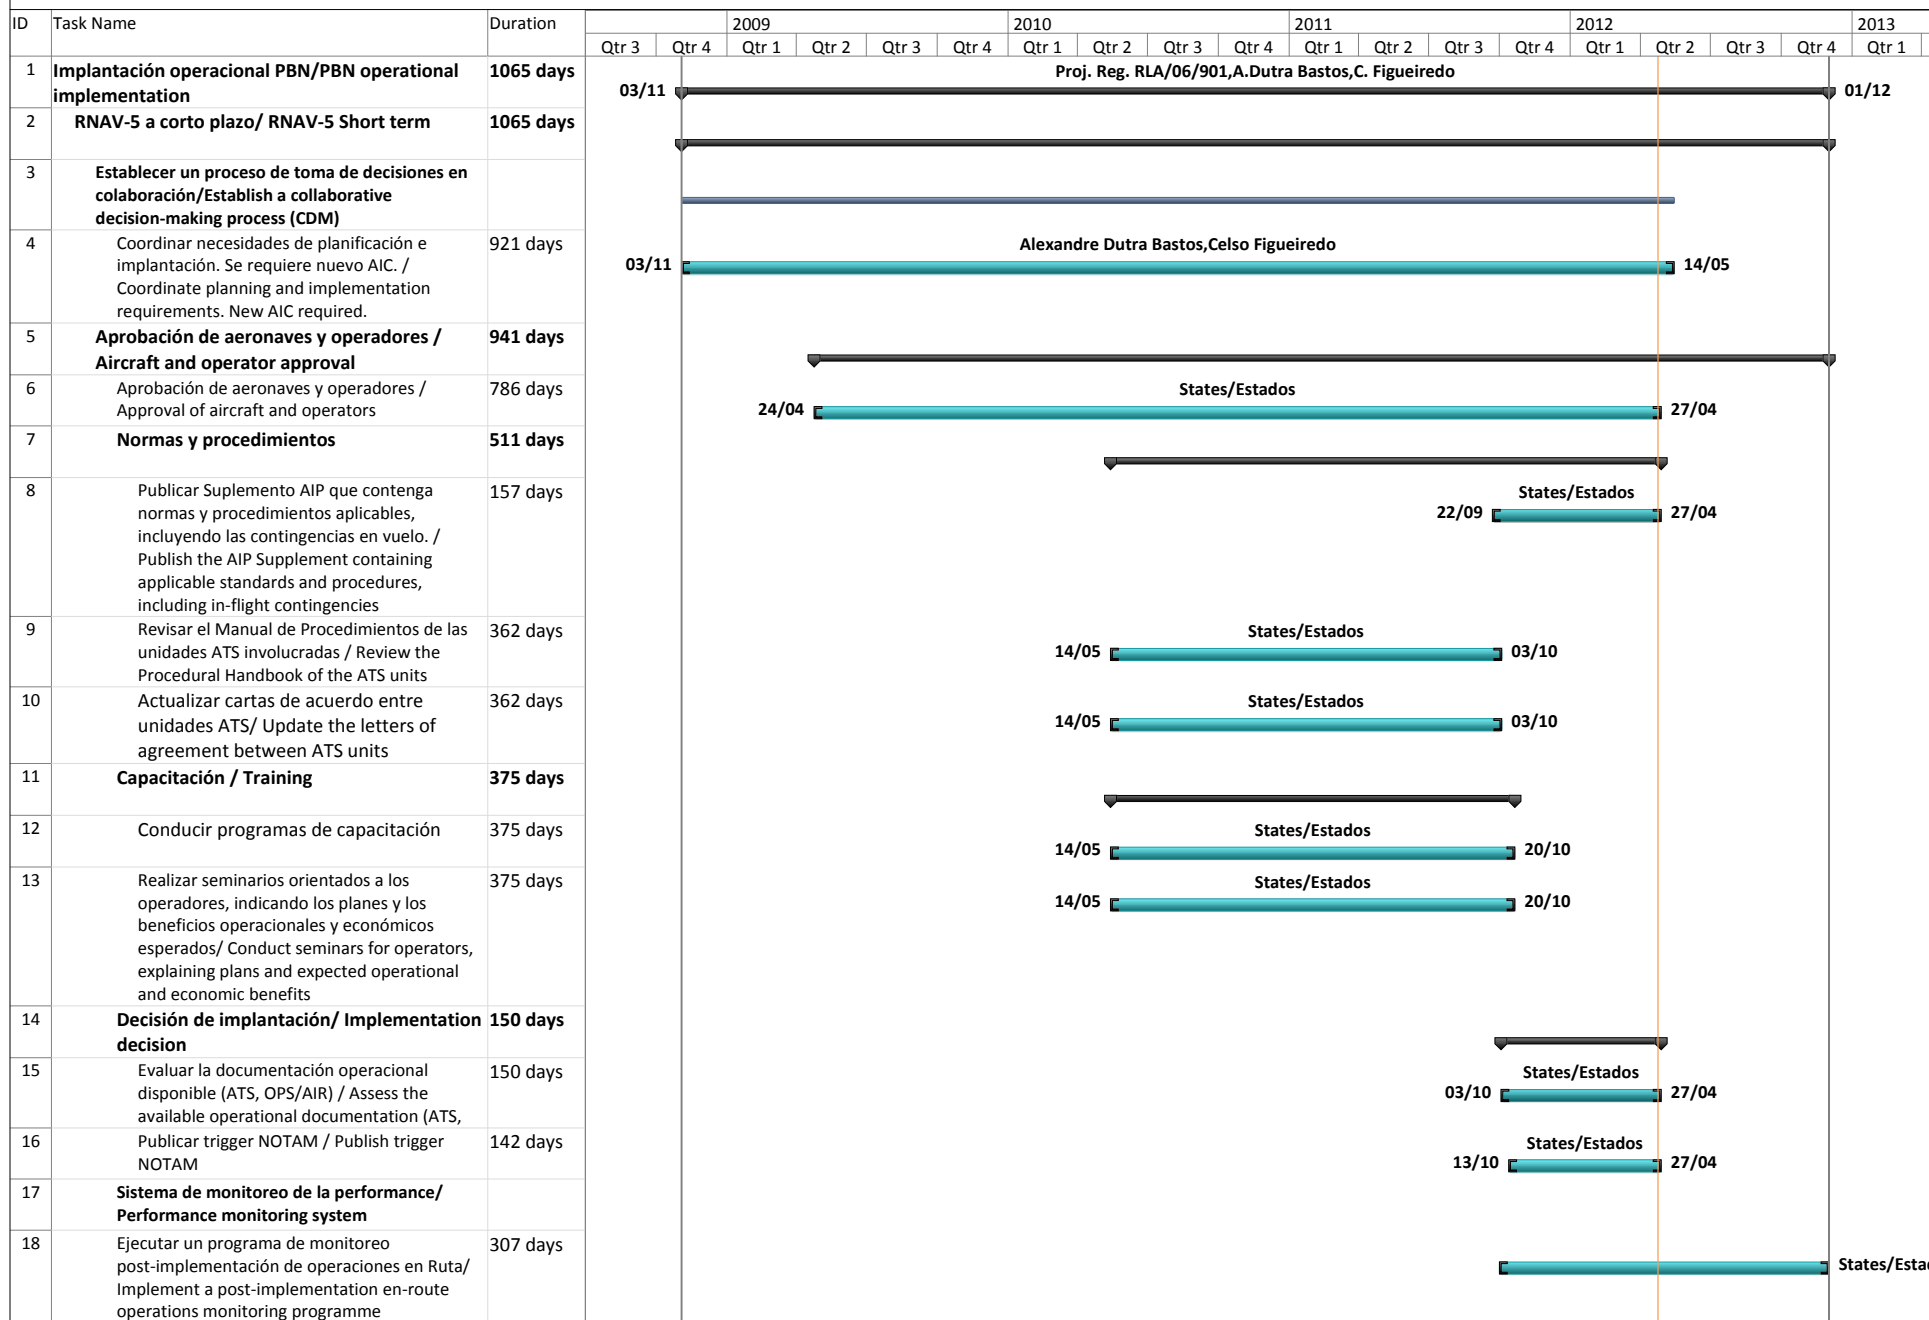 ID Task Name Duration 2009 2010 2011 2012 2013
Qtr 3 Qtr 4 Qtr 1 Qtr 2 Qtr 3 Qtr 4 Qtr 1 Qtr 2 Qtr 3 Qtr 4 Qtr 1 Qtr 2 Qtr 3 Qtr 4 Qtr 1 Qtr 2 Qtr 3 Qtr 4 Qtr 1
1 Implantación operacional PBN/PBN operational 1065 days Proj. Reg. RLA/06/901,A.Dutra Bastos,C. Figueiredo
implementation 03/11 01/12
2 RNAV-5 a corto plazo/ RNAV-5 Short term 1065 days
3 Establecer un proceso de toma de decisiones en
colaboración/Establish a collaborative
decision-making process (CDM)
4 Coordinar necesidades de planificación e 921 days Alexandre Dutra Bastos,Celso Figueiredo
implantación. Se requiere nuevo AIC. / 03/11 14/05
Coordinate planning and implementation
requirements. New AIC required.
5 Aprobación de aeronaves y operadores / 941 days
Aircraft and operator approval
6 Aprobación de aeronaves y operadores / 786 days States/Estados
Approval of aircraft and operators 24/04 27/04
7 Normas y procedimientos 511 days
8 Publicar Suplemento AIP que contenga 157 days States/Estados
normas y procedimientos aplicables, 22/09 27/04
incluyendo las contingencias en vuelo. /
Publish the AIP Supplement containing
applicable standards and procedures,
including in-flight contingencies
9 Revisar el Manual de Procedimientos de las 362 days States/Estados
unidades ATS involucradas / Review the 14/05 03/10
Procedural Handbook of the ATS units
10 Actualizar cartas de acuerdo entre 362 days States/Estados
unidades ATS/ Update the letters of 14/05 03/10
agreement between ATS units
11 Capacitación / Training 375 days
12 Conducir programas de capacitación 375 days States/Estados
14/05 20/10
13 Realizar seminarios orientados a los 375 days States/Estados
operadores, indicando los planes y los 14/05 20/10
beneficios operacionales y económicos
esperados/ Conduct seminars for operators,
explaining plans and expected operational
and economic benefits
14 Decisión de implantación/ Implementation 150 days
decision
15 Evaluar la documentación operacional 150 days States/Estados
disponible (ATS, OPS/AIR) / Assess the 03/10 27/04
available operational documentation (ATS,
16 Publicar trigger NOTAM / Publish trigger 142 days States/Estados
NOTAM 13/10 27/04
17 Sistema de monitoreo de la performance/
Performance monitoring system
18 Ejecutar un programa de monitoreo 307 days
post-implementación de operaciones en Ruta/ States/Esta
Implement a post-implementation en-route
operations monitoring programme